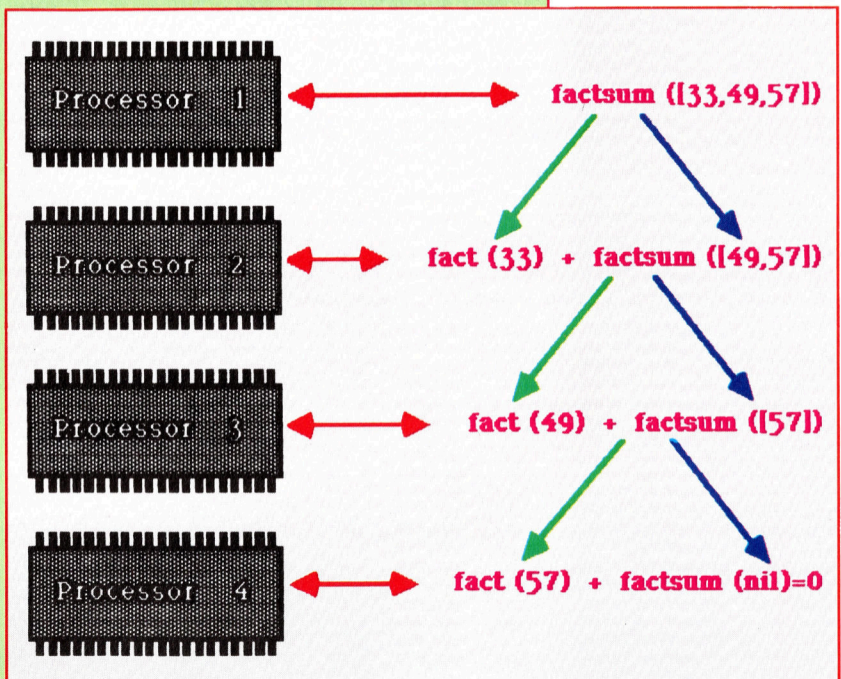 Processor 1
factsum ([33,49,57])
Processor 2
fact (33) + factsum ([49,57])
Processor 3
fact (49) + factsum ([57])
Processor 4
fact (57) + factsum (nil)=0